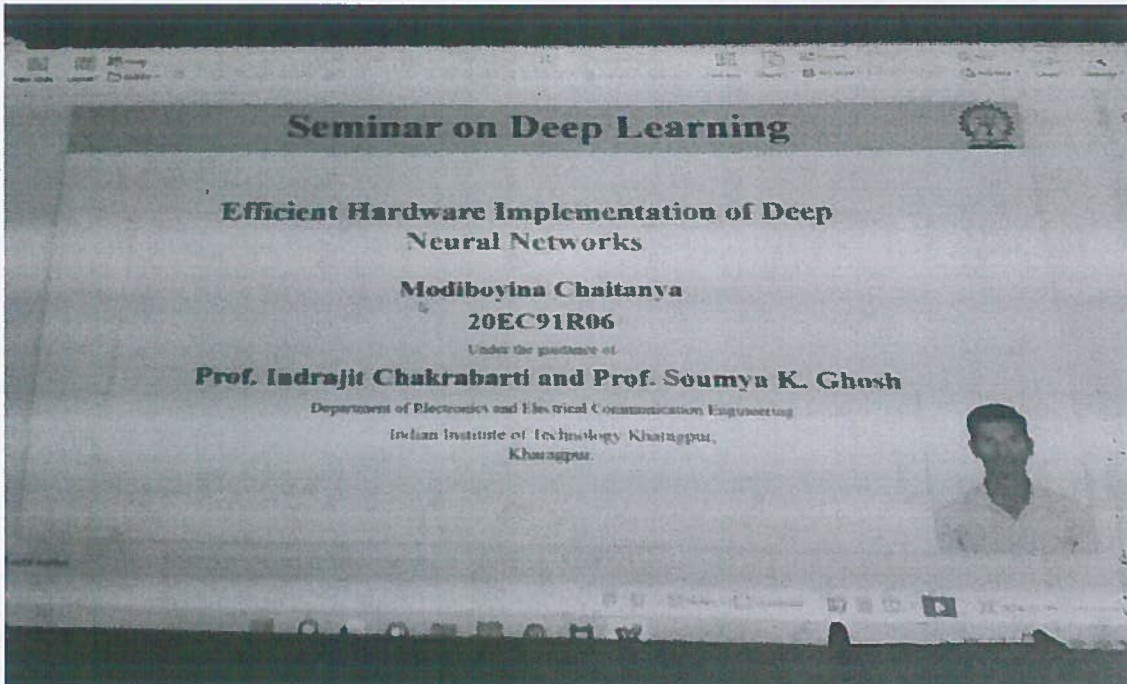 Seminar on Deep Learning
Efficient Hardware Implementation of Deep
Neural Networks
Modiboyina Chaitanya
20EC91R06
Under the guidance of
Prof. Indrajit Chakrabarti and Prof. Soumya K. Ghosh
Department of Electronics and Electrical Communication Engineering
Indian Institute of Technology Kharagpur,
Kharagpur.